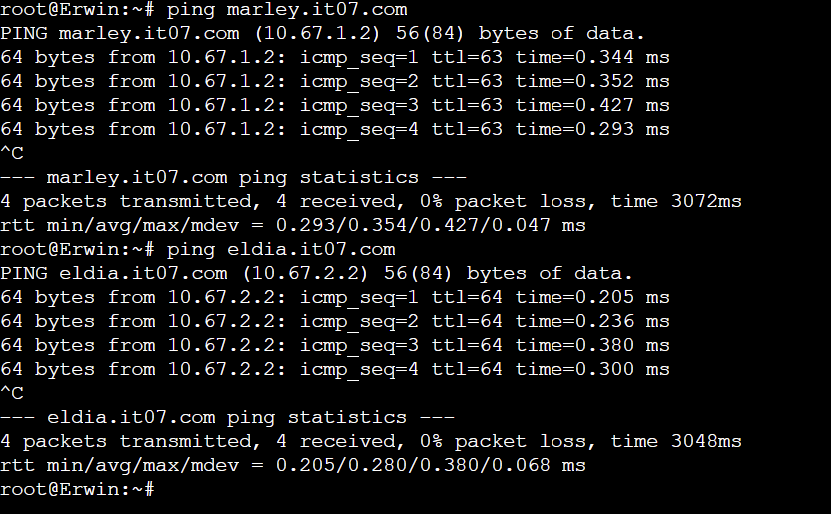 root@Erwin:~# ping marley.it07.com
PING marley.it07.com (10.67.1.2) 56(84) bytes of data.
64 bytes from 10.67.1.2: icmp_seq=1 ttl=63 time=0.344 ms
64 bytes from 10.67.1.2: icmp_seq=2 ttl=63 time=0.352 ms
64 bytes from 10.67.1.2: icmp_seq=3 ttl=63 time=0.427 ms
64 bytes from 10.67.1.2: icmp_seq=4 ttl=63 time=0.293 ms
^C
--- marley.it07.com ping statistics ---
4 packets transmitted, 4 received, 0% packet loss, time 3072ms
rtt min/avg/max/mdev = 0.293/0.354/0.427/0.047 ms
root@Erwin:~# ping eldia.it07.com
PING eldia.it07.com (10.67.2.2) 56(84) bytes of data.
64 bytes from 10.67.2.2: icmp_seq=1 ttl=64 time=0.205 ms
64 bytes from 10.67.2.2: icmp_seq=2 ttl=64 time=0.236 ms
64 bytes from 10.67.2.2: icmp_seq=3 ttl=64 time=0.380 ms
64 bytes from 10.67.2.2: icmp_seq=4 ttl=64 time=0.300 ms
^C
--- eldia.it07.com ping statistics ---
4 packets transmitted, 4 received, 0% packet loss, time 3048ms
rtt min/avg/max/mdev = 0.205/0.280/0.380/0.068 ms
root@Erwin:~#